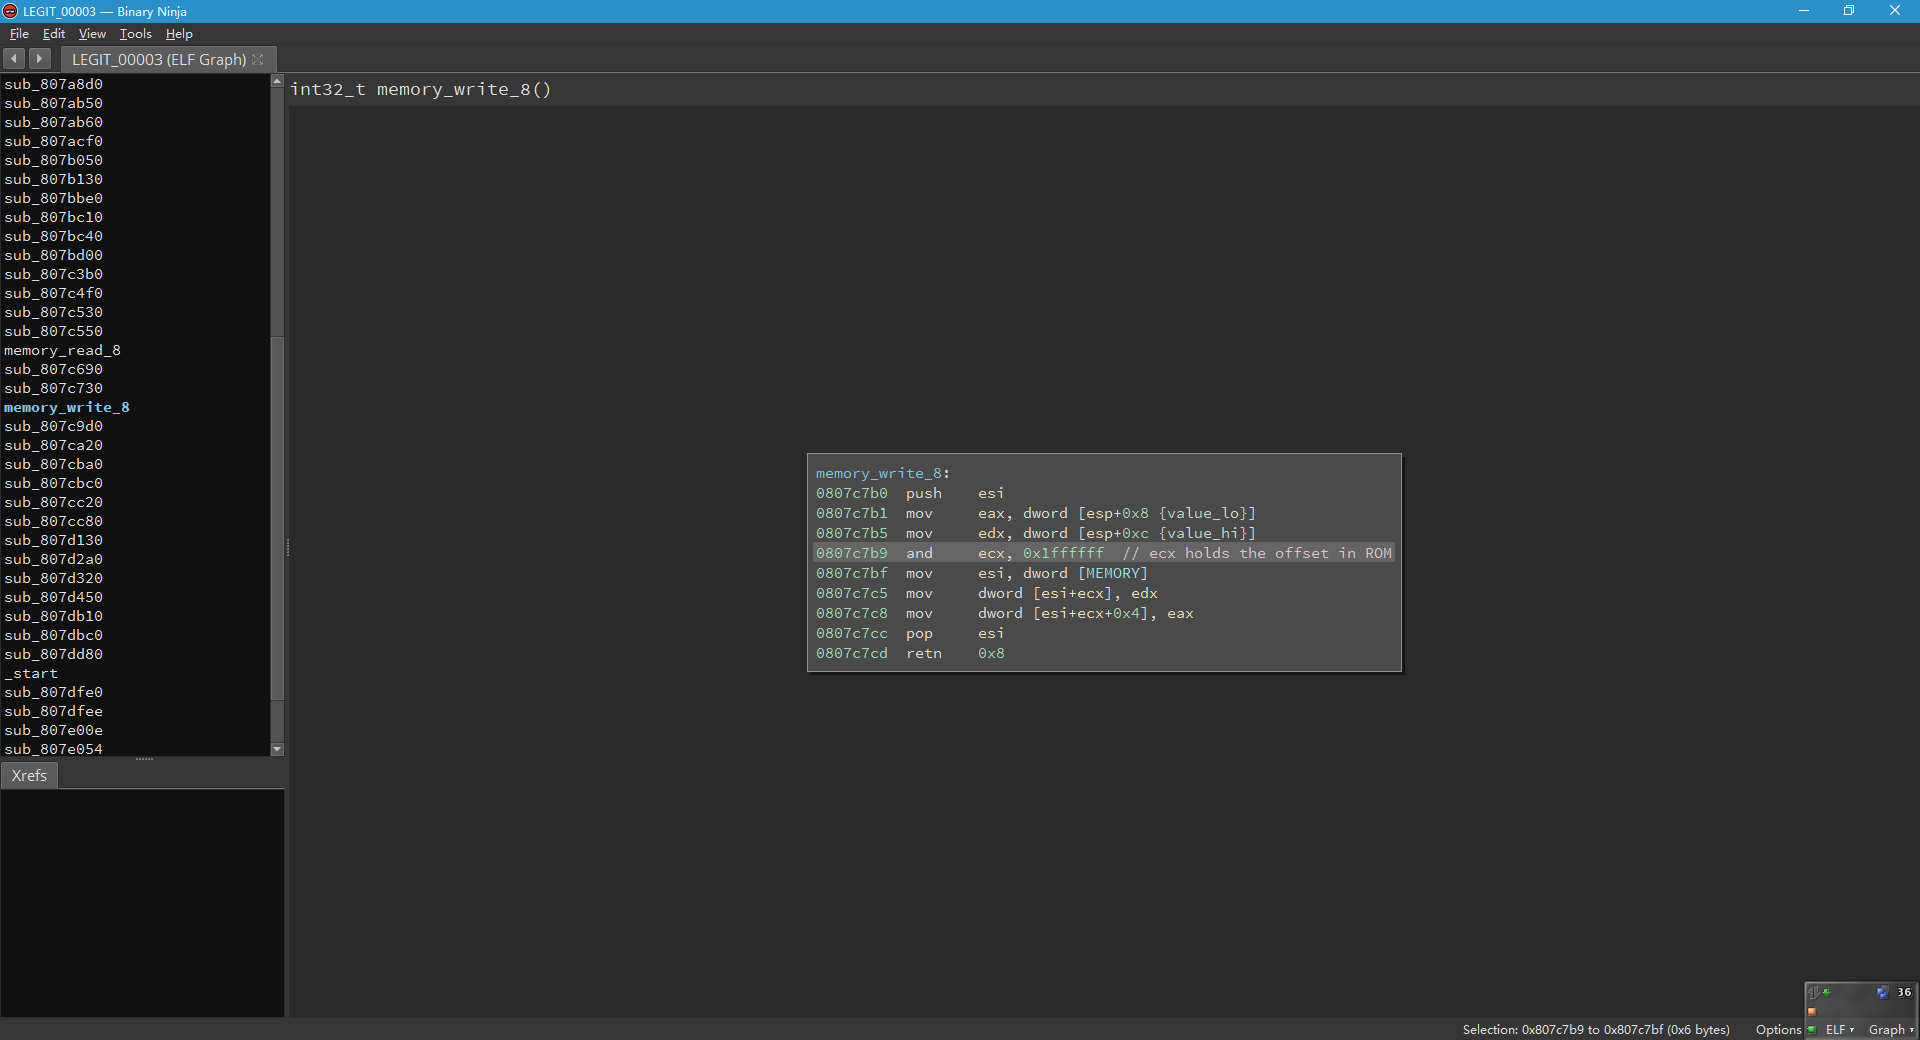 LEGIT_00003 — Binary Ninja
File Edit View Tools Help
LEGIT_00003 (ELF Graph)
sub_807a8d0
sub_807ab50
sub_807ab60
sub_807acf0
sub_807b050
sub_807b130
sub_807bbe0
sub_807bc10
sub_807bc40
sub_807bd00
sub_807c3b0
sub_807c4f0
sub_807c530
sub_807c550
memory_read_8
sub_807c690
sub_807c730
memory_write_8
sub_807c9d0
sub_807ca20
sub_807cba0
sub_807cbc0
sub_807cc20
sub_807cc80
sub_807d130
sub_807d2a0
sub_807d320
sub_807d450
sub_807db10
sub_807dbc0
sub_807dd80
_start
sub_807dfe0
sub_807dfee
sub_807e00e
sub_807e054
Xrefs
int32_t memory_write_8()
memory_write_8:
0807c7b0 push esi
0807c7b1 mov eax, dword [esp+0x8 {value_lo}]
0807c7b5 mov edx, dword [esp+0xc {value_hi}]
0807c7b9 and ecx, 0x1ffffff // ecx holds the offset in ROM
0807c7bf mov esi, dword [MEMORY]
0807c7c5 mov dword [esi+ecx], edx
0807c7c8 mov dword [esi+ecx+0x4], eax
0807c7cc pop esi
0807c7cd retn 0x8
36
Selection: 0x807c7b9 to 0x807c7bf (0x6 bytes) Options ELF Graph